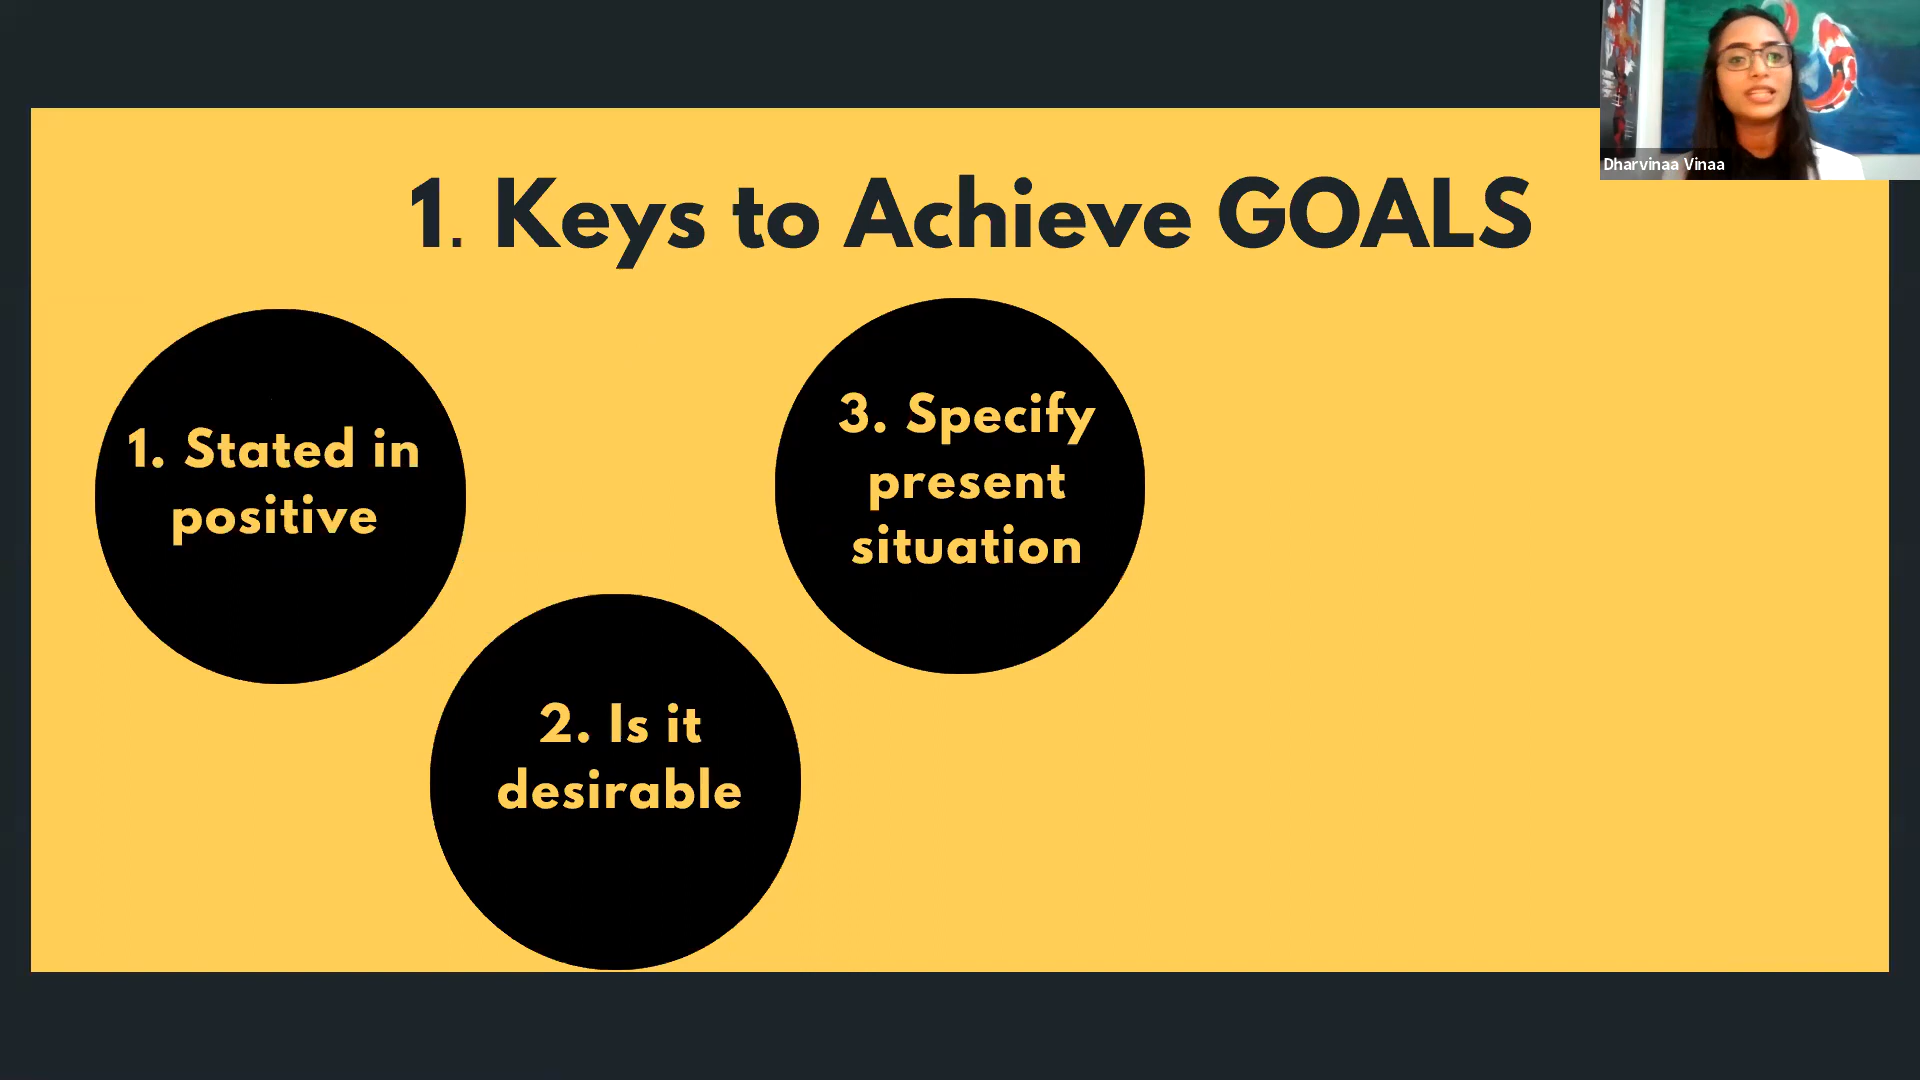 Dharvinaa Vinaa
1. Keys to Achieve GOALS
1. Stated in
positive
2. Is it
desirable
3. Specify
present
situation